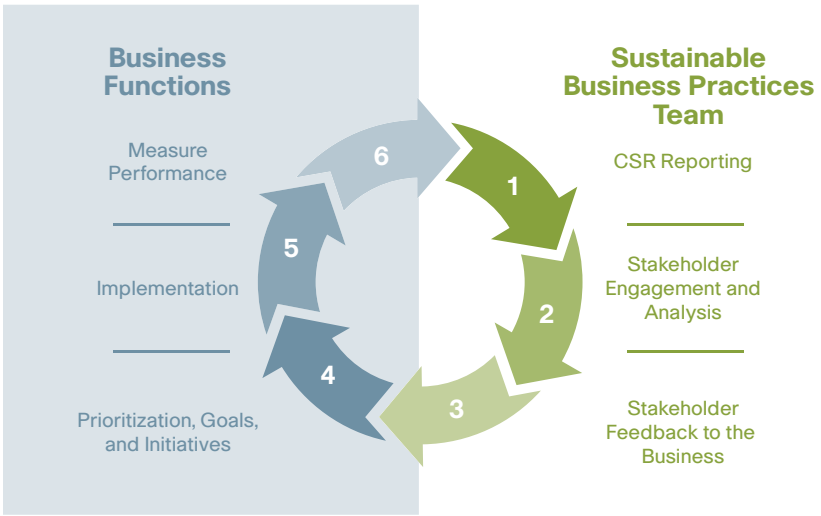 Business
Functions
Measure
Performance
Implementation
Prioritization, Goals,
and Initiatives
6
5
4
1
2
3
Sustainable
Business Practices
Team
CSR Reporting
Stakeholder
Engagement and
Analysis
Stakeholder
Feedback to the
Business